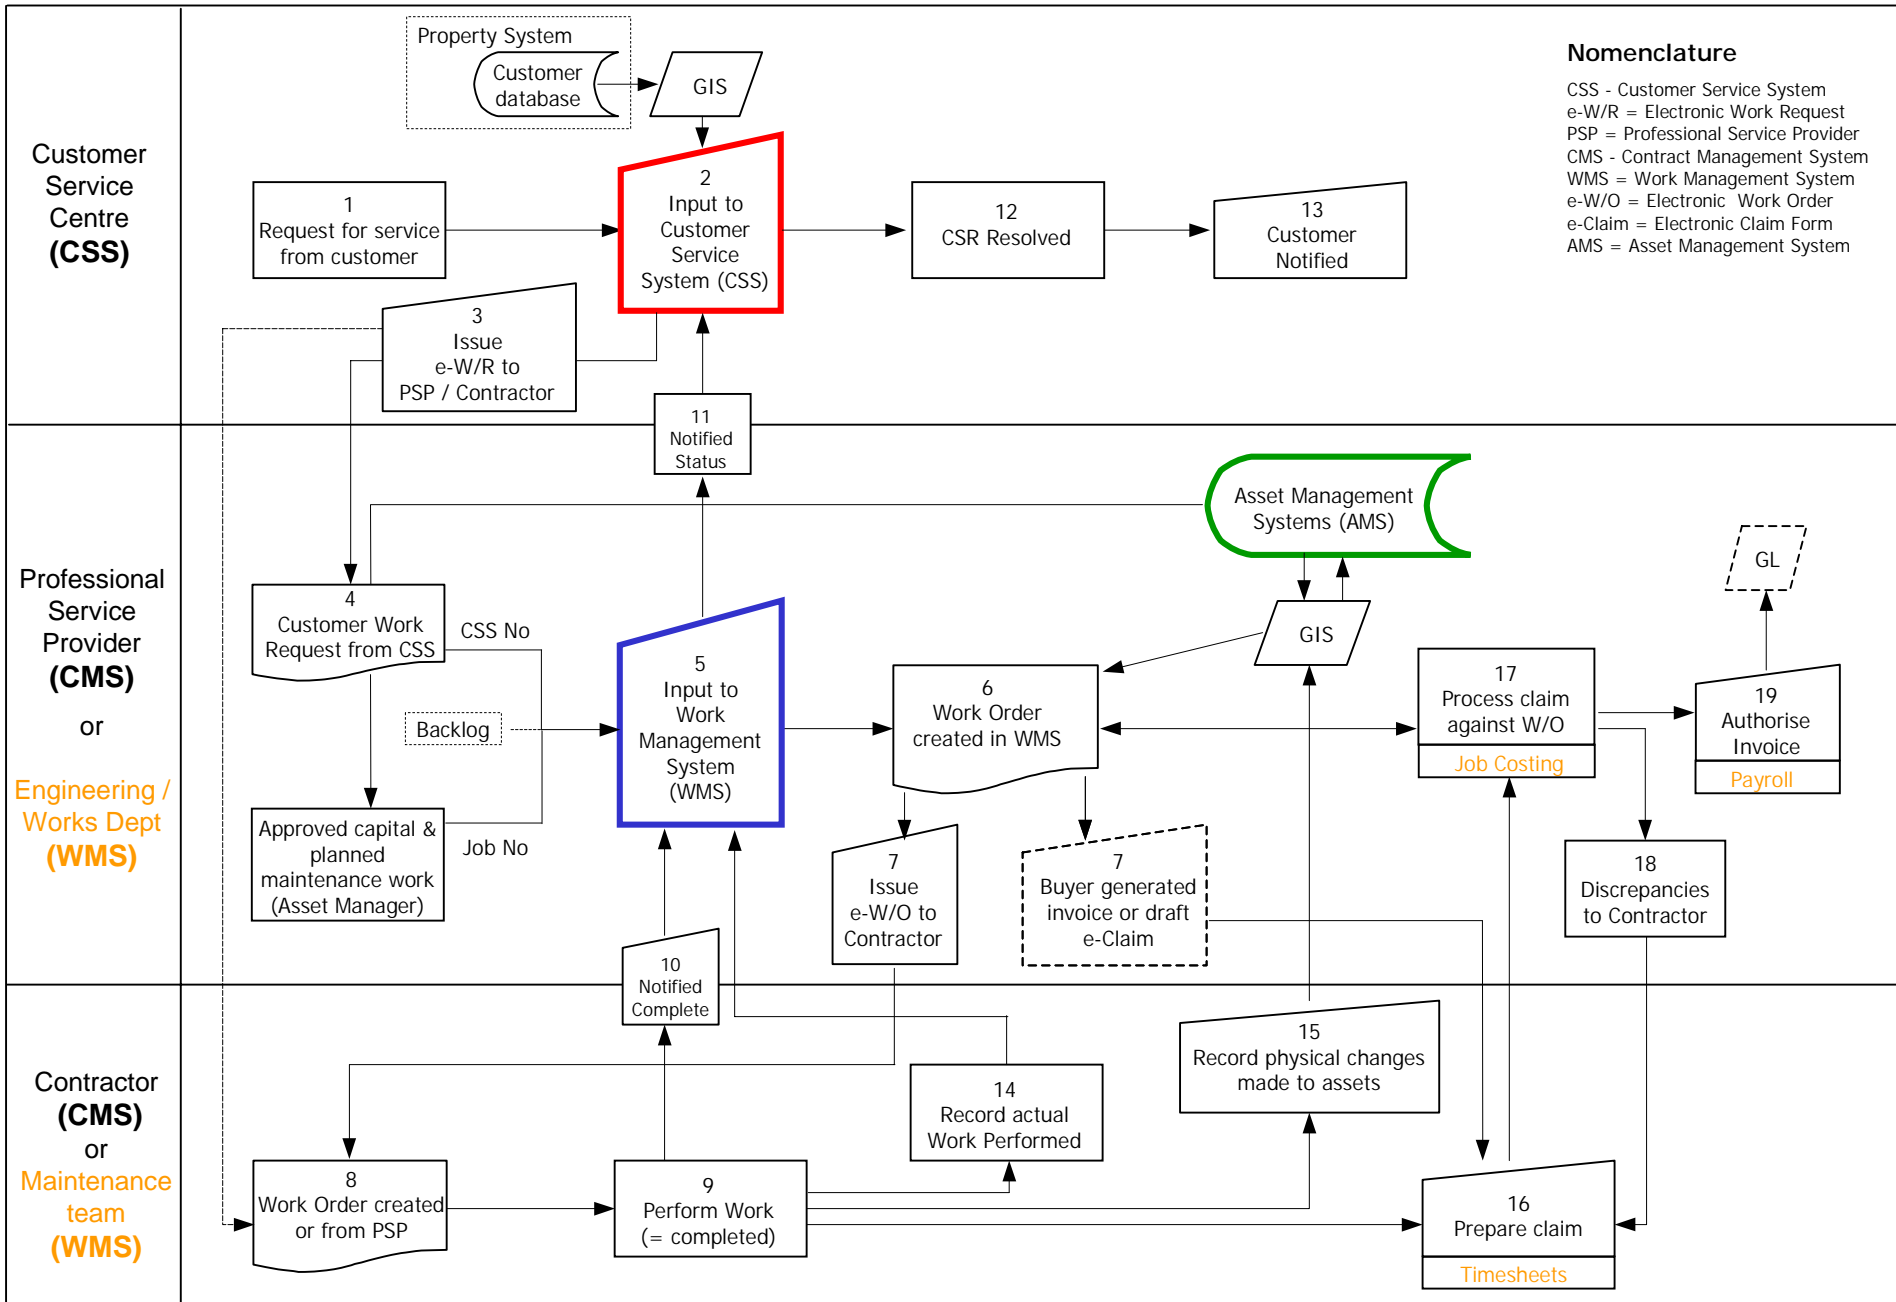 Property System
Customer
database
GIS
Nomenclature
CSS - Customer Service System
e-W/R = Electronic Work Request
PSP = Professional Service Provider
CMS - Contract Management System
WMS = Work Management System
e-W/O = Electronic Work Order
e-Claim = Electronic Claim Form
AMS = Asset Management System
Customer
Service
Centre
(CSS)
1
Request for service
from customer
2
Input to
Customer
Service
System (CSS)
12
CSR Resolved
13
Customer
Notified
3
Issue
e-W/R to
PSP / Contractor
11
Notified
Status
Professional
Service
Provider
(CMS)
or
Engineering /
Works Dept
(WMS)
Asset Management
Systems (AMS)
GL
4
Customer Work
Request from CSS
CSS No
Backlog
Job No
Approved capital &
planned
maintenance work
(Asset Manager)
5
Input to
Work
Management
System
(WMS)
6
Work Order
created in WMS
GIS
17
Process claim
against W/O
Job Costing
19
Authorise
Invoice
Payroll
7
Issue
e-W/O to
Contractor
7
Buyer generated
invoice or draft
e-Claim
18
Discrepancies
to Contractor
10
Notified
Complete
Contractor
(CMS)
or
Maintenance
team
(WMS)
8
Work Order created
or from PSP
9
Perform Work
(= completed)
14
Record actual
Work Performed
15
Record physical changes
made to assets
16
Prepare claim
Timesheets